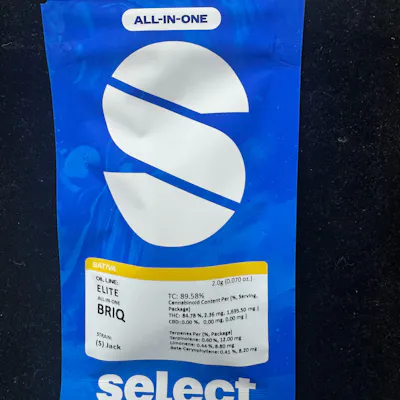 ALL-IN-ONE
SATIVA
OIL LINE:
ELITE
2.0g (0.070 oz.)
ALL-IN-ONE
BRIQ
TC: 89.58%
Cannabinoid Content Per (%, Serving,
Package)
THC: 84.78 %, 2.36 mg, 1,695.50 mg |
CBD: 0.00 %, 0.00 mg, 0.00 mg |
STRAIN:
(S) Jack
Terpenes Per (%, Package)
Terpinolene: 0.60 %, 12.00 mg
Limonene: 0.44 %, 8.80 mg
Beta-Caryophyllene: 0.41 %, 8.20 mg
select